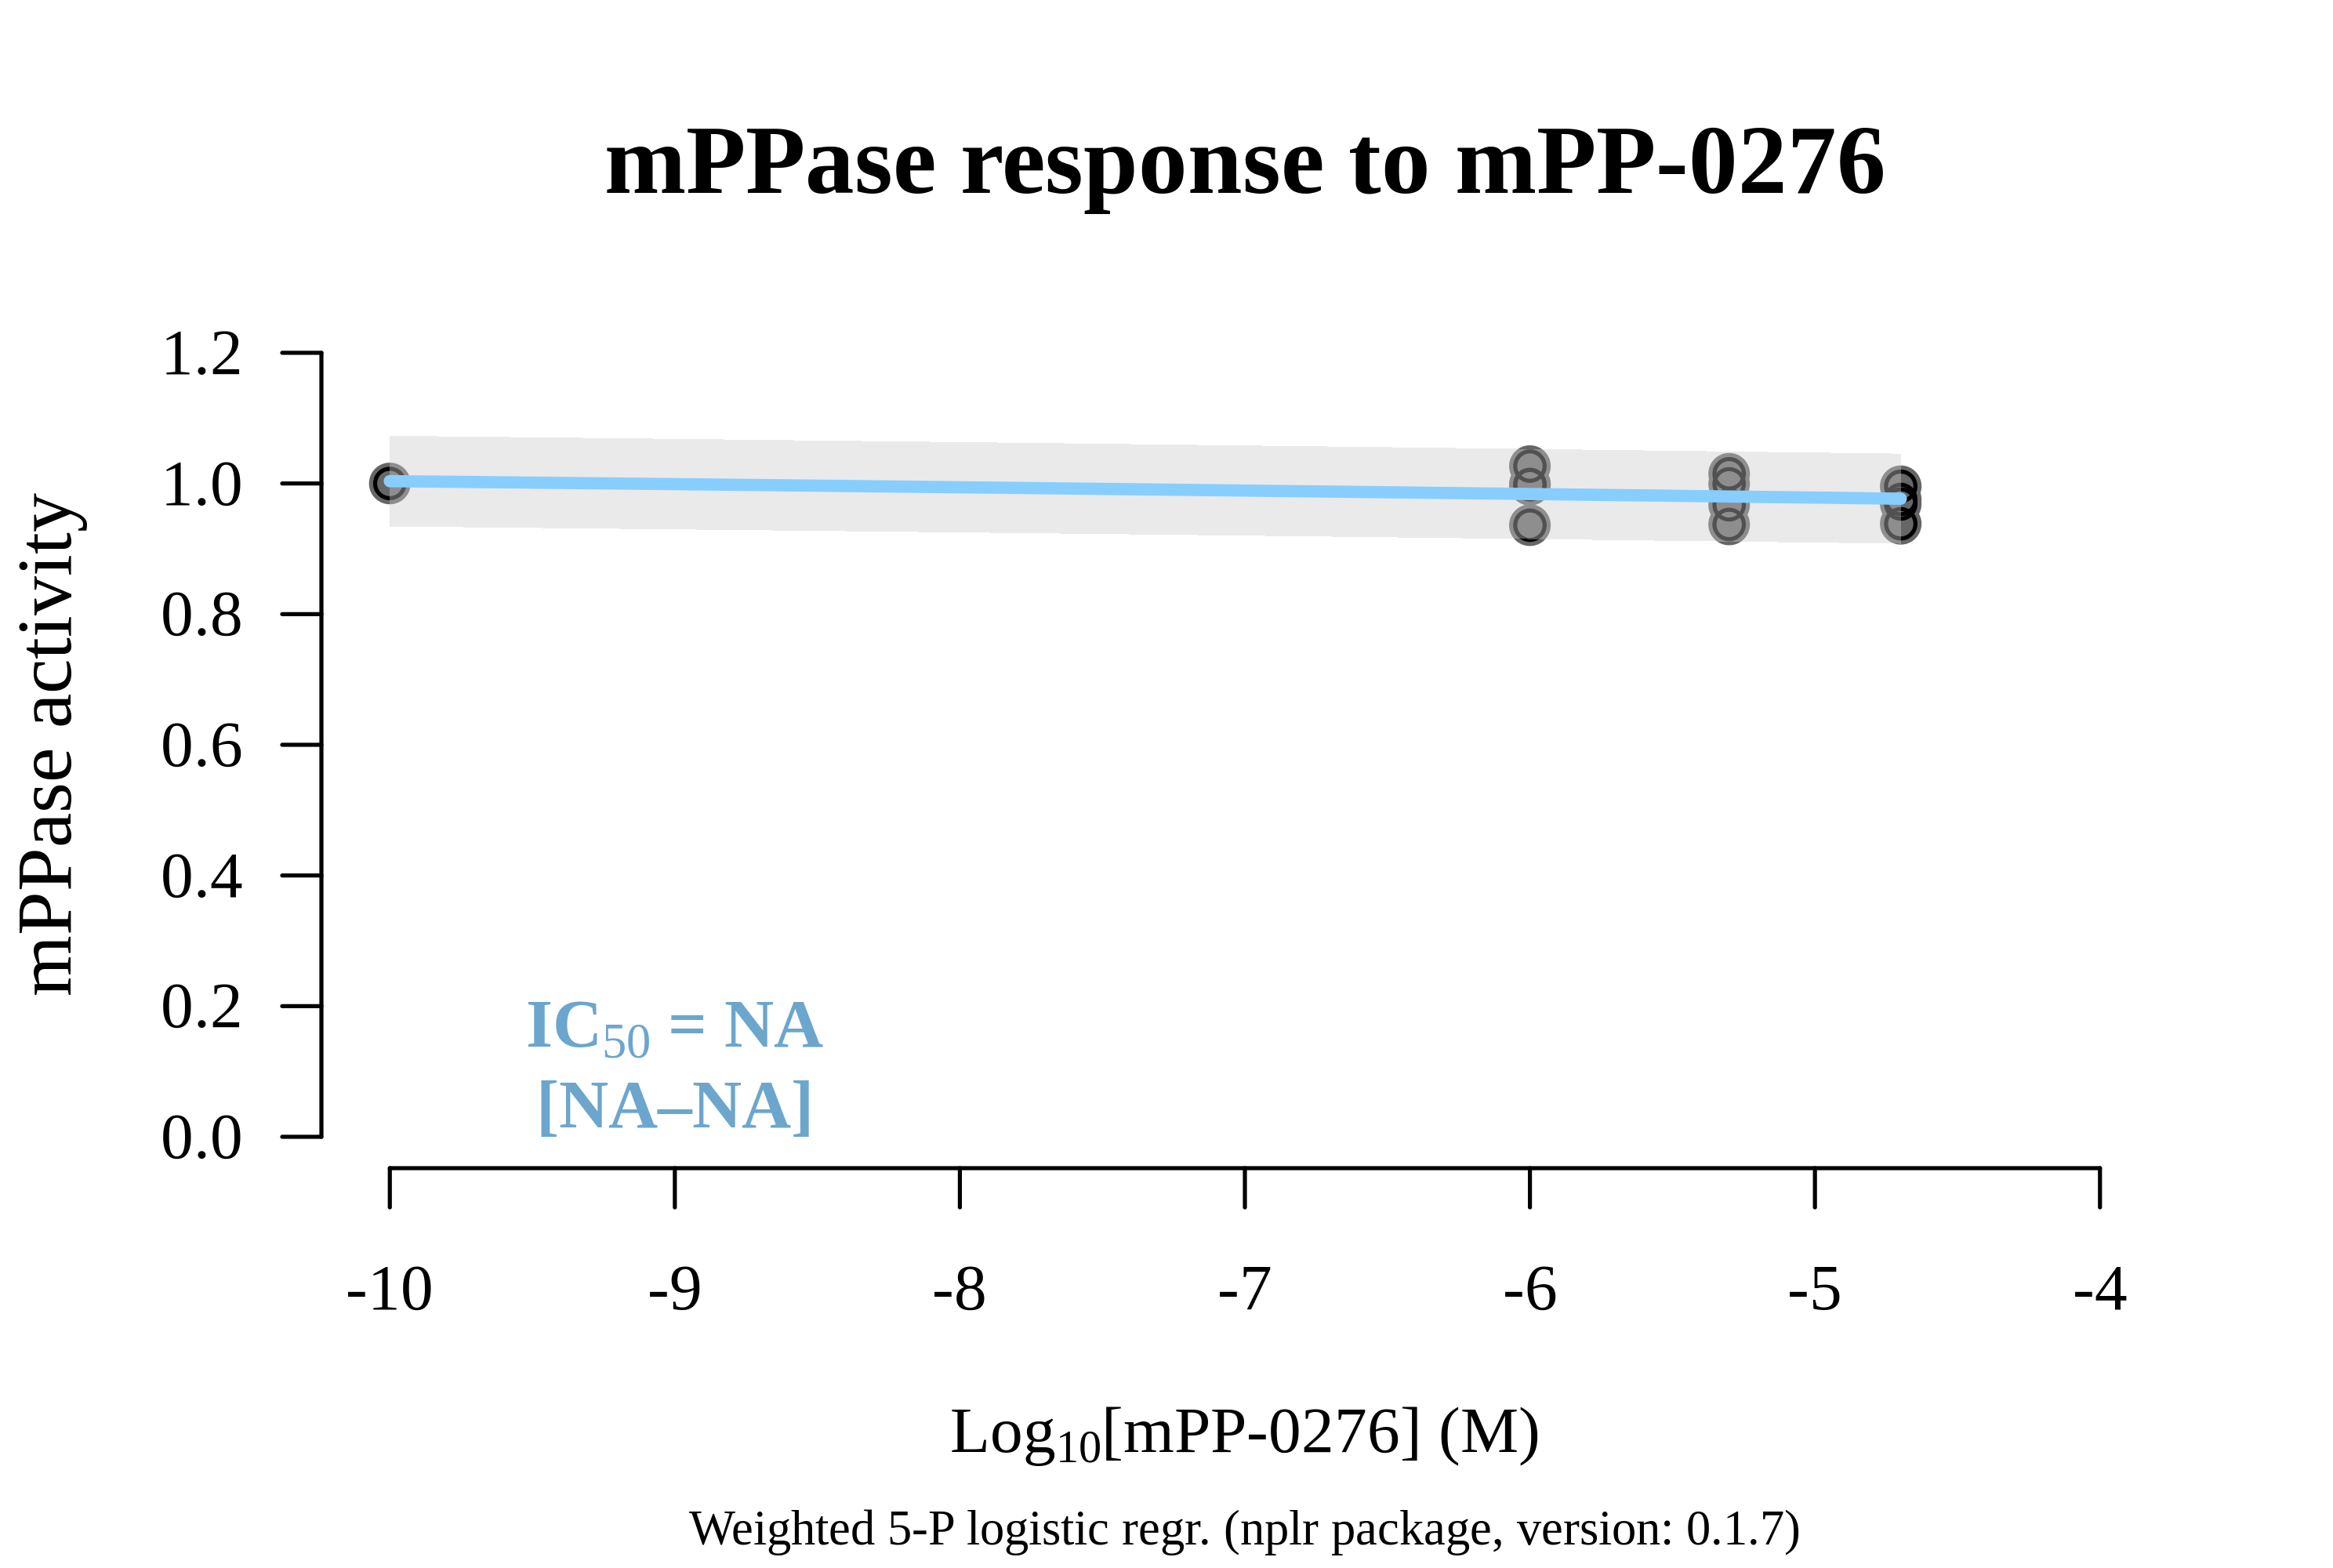 mPPase response to mPP-0276
mPPase activity
1.2
1.0
0.8
0.6
0.4
0.2
0.0
IC50 = NA
[NA–NA]
-10 -9 -8 -7 -6 -5 -4
Log10[mPP-0276] (M)
Weighted 5-P logistic regr. (nplr package, version: 0.1.7)